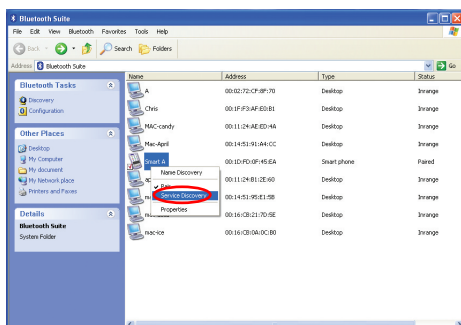 Bluetooth Suite
File Edit View Bluetooth Favorites Tools Help
Back Search Folders
Address Bluetooth Suite Go
Bluetooth Tasks
Discovery
Configuration
Other Places
Desktop
My Computer
My document
My Network place
Printers and Faxes
Details
Bluetooth Suite
System Folder
Name Address Type Status
A 00:02:72:CF:8F:70 Desktop Inrange
Chris 00:1F:F3:AF:E0:B1 Desktop Inrange
MAC-candy 00:11:24:AE:ED:4A Desktop Inrange
Mac-April 00:14:51:91:A4:CC Desktop Inrange
Smart A 00:1D:FD:0F:45:EA Smart phone Paired
00:11:24:B1:2E:60 Desktop Inrange
00:14:51:95:E1:5B Desktop Inrange
00:16:CB:21:7D:5E Desktop Inrange
mac-ice 00:16:CB:0A:0C:B0 Desktop Inrange
Name Discovery
Service Discovery
Properties